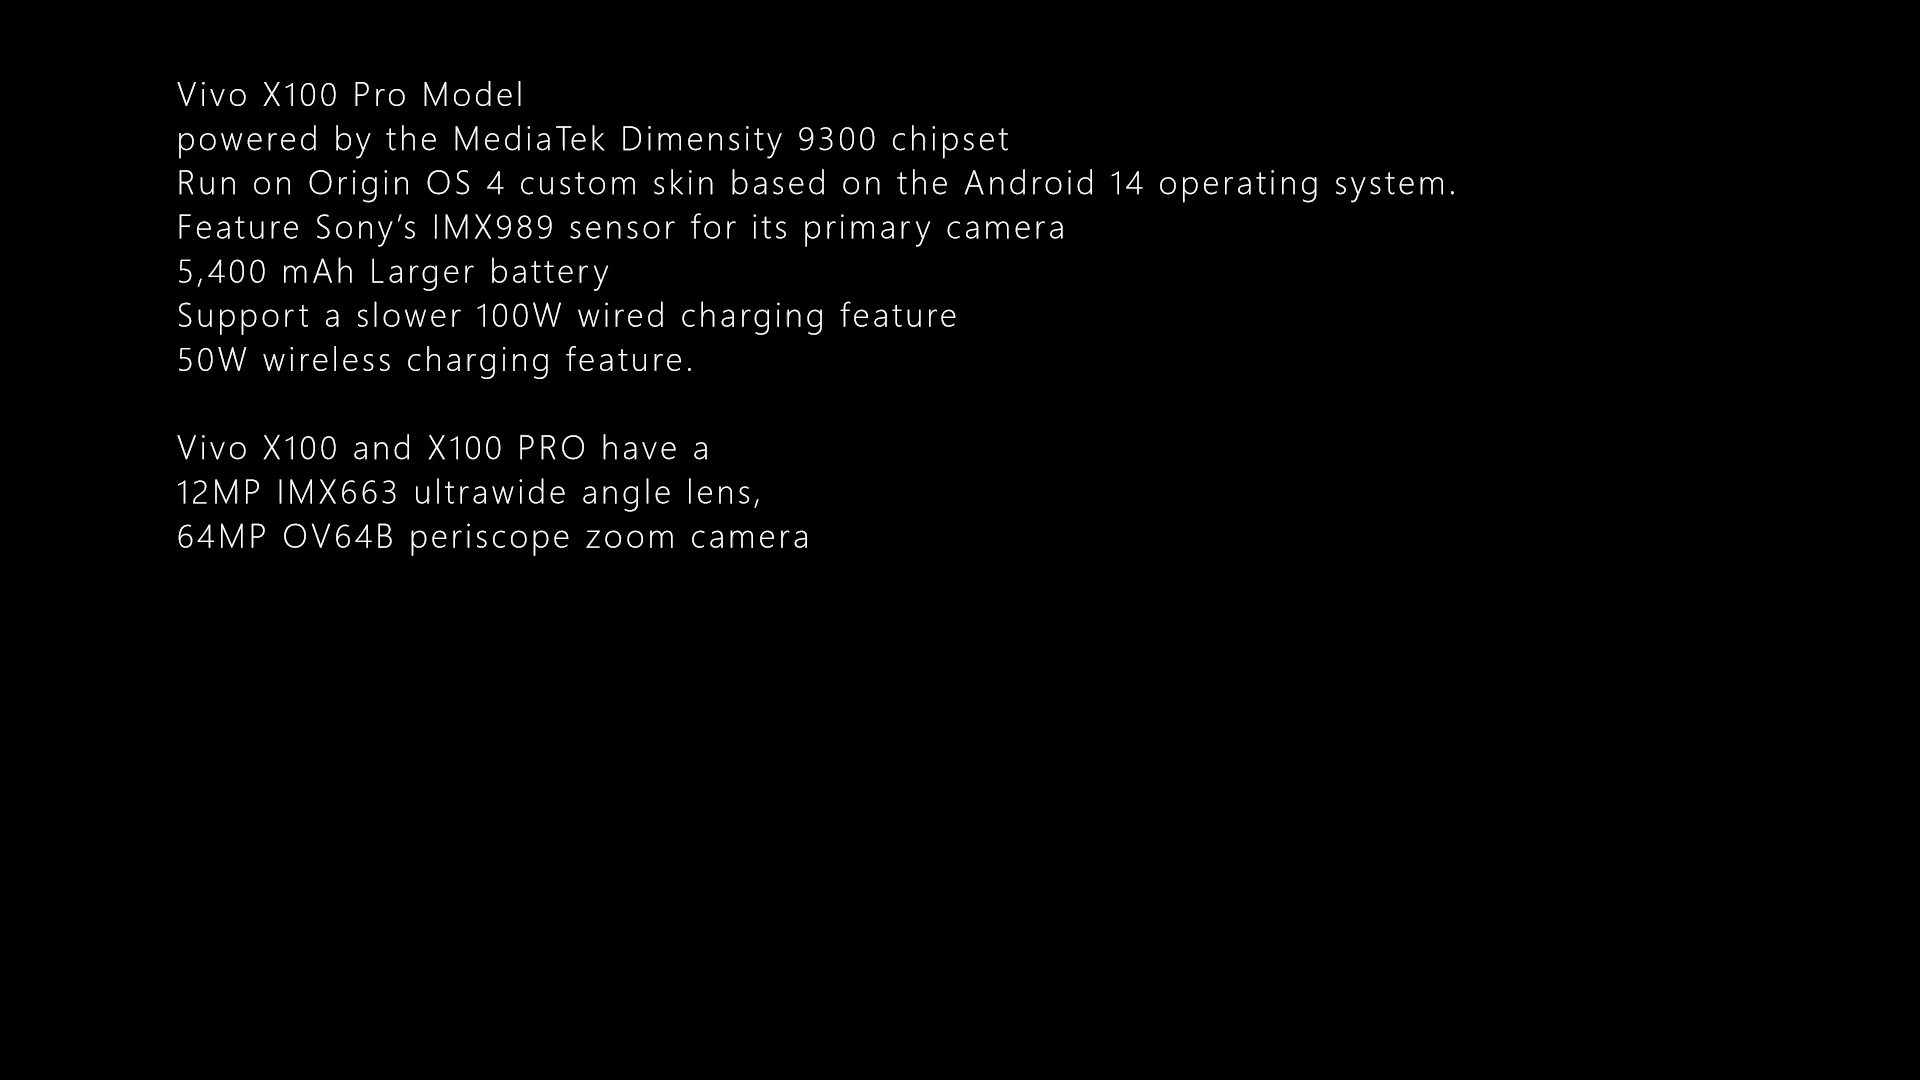 Vivo X100 Pro Model
powered by the MediaTek Dimensity 9300 chipset
Run on Origin OS 4 custom skin based on the Android 14 operating system.
Feature Sony’s IMX989 sensor for its primary camera
5,400 mAh Larger battery
Support a slower 100W wired charging feature
50W wireless charging feature.
Vivo X100 and X100 PRO have a
12MP IMX663 ultrawide angle lens,
64MP OV64B periscope zoom camera